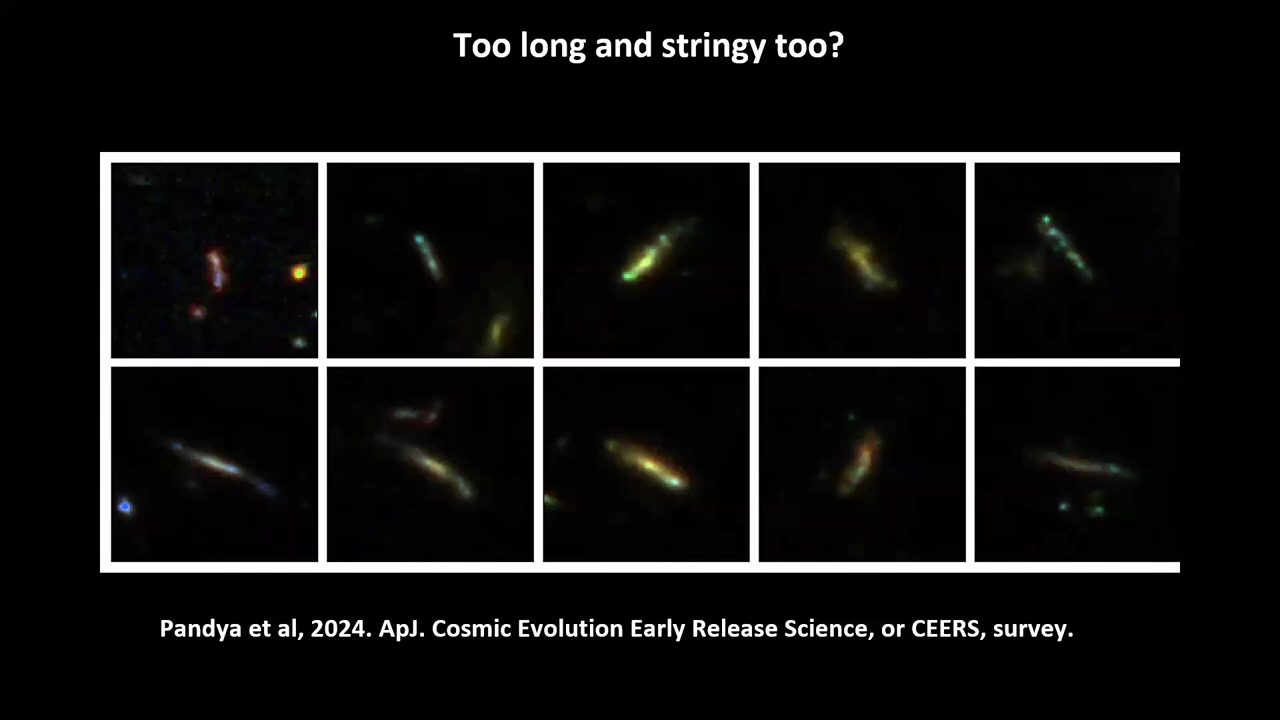 Too long and stringy too?
Pandya et al, 2024. ApJ. Cosmic Evolution Early Release Science, or CEERS, survey.